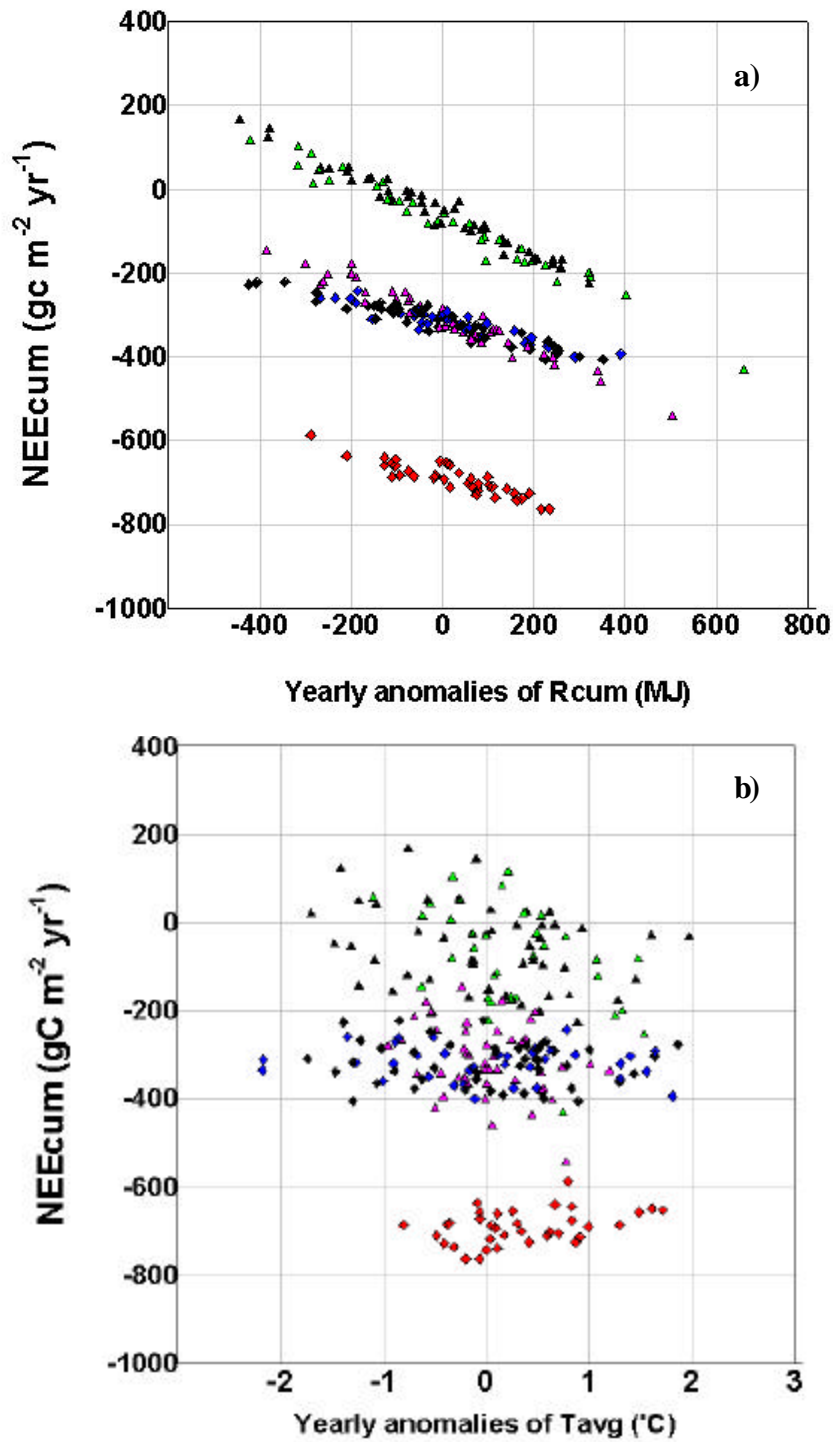 400
200
0
-200
-400
-600
-800
-1000
NEEcum (gc m-2 yr-1)
a)
-400 -200 0 200 400 600 800
Yearly anomalies of Rcum (MJ)
400
200
0
-200
-400
-600
-800
-1000
NEEcum (gC m-2 yr-1)
b)
-2 -1 0 1 2 3
Yearly anomalies of Tavg (°C)